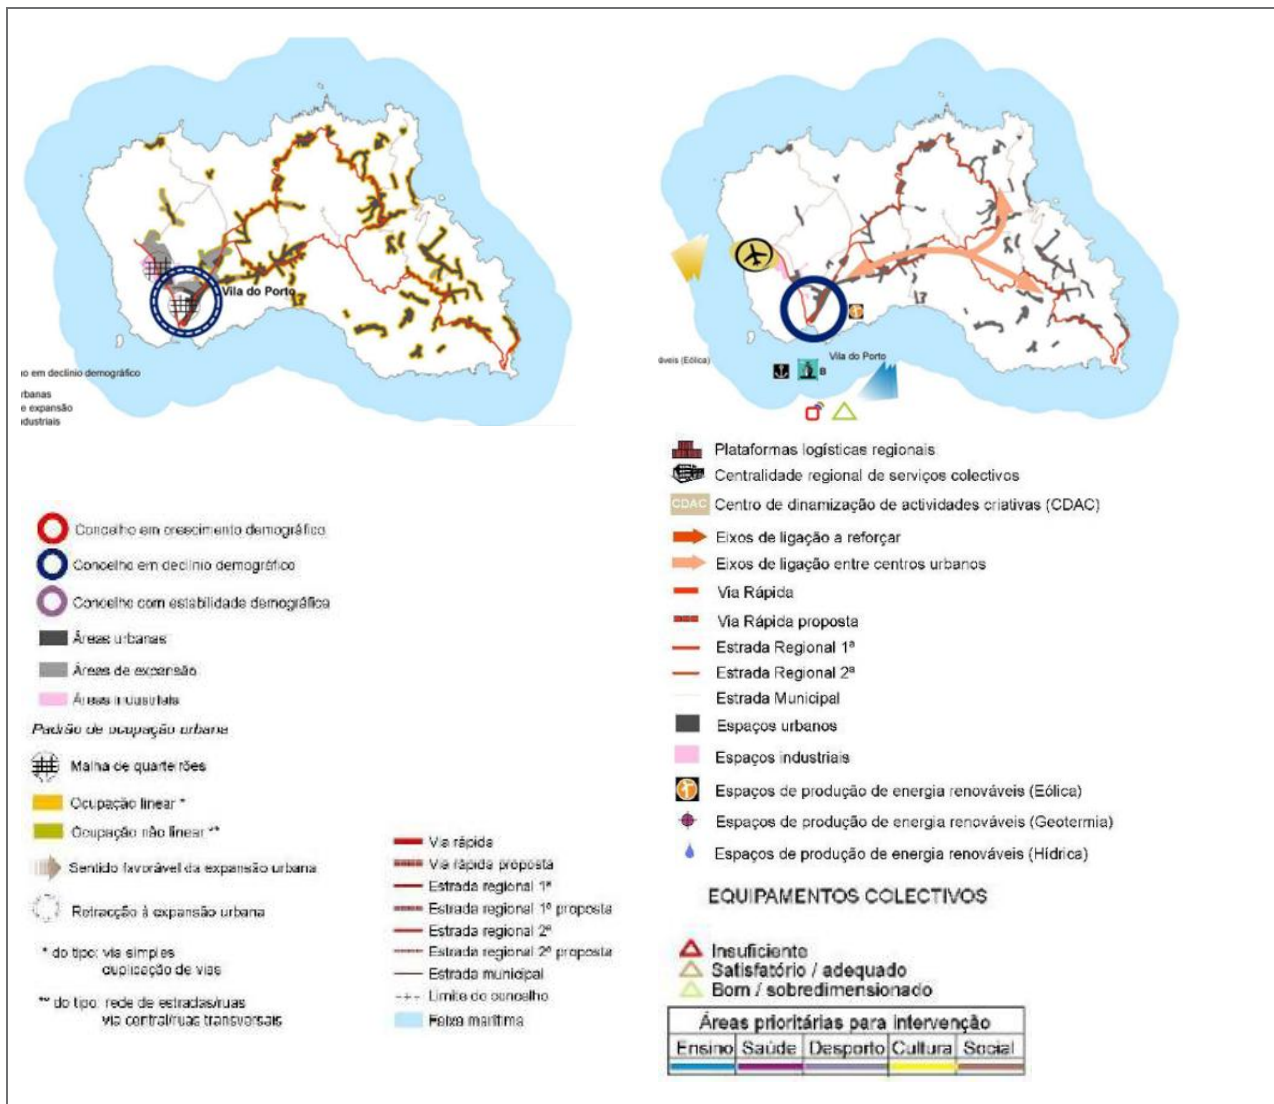 Vila do Porto
ıo em declínio demográfico
ırbanas
e expansão
ıdustriais
Concelho em crescimento demográfico
Concelho em declínio demográfico
Concelho com estabilidade demográfica
Áreas urbanas
Áreas de expansão
Áreas industriais
Padrão de ocupação urbana
Malha de quarteirões
Ocupação linear *
Ocupação não linear **
Sentido favorável da expansão urbana
Retracção à expansão urbana
* do tipo: via simples
duplicação de vias
** do tipo: rede de estradas/ruas
via central/ruas transversais
Via rápida
Via rápida proposta
Estrada regional 1ª
Estrada regional 1ª proposta
Estrada regional 2ª
Estrada regional 2ª proposta
Estrada municipal
Limite do concelho
Faixa marítima
áveis (Eólica)
Vila do Porto
B
Plataformas logísticas regionais
Centralidade regional de serviços colectivos
CDAC Centro de dinamização de actividades criativas (CDAC)
Eixos de ligação a reforçar
Eixos de ligação entre centros urbanos
Via Rápida
Via Rápida proposta
Estrada Regional 1ª
Estrada Regional 2ª
Estrada Municipal
Espaços urbanos
Espaços industriais
Espaços de produção de energia renováveis (Eólica)
Espaços de produção de energia renováveis (Geotermia)
Espaços de produção de energia renováveis (Hídrica)
EQUIPAMENTOS COLECTIVOS
Insuficiente
Satisfatório / adequado
Bom / sobredimensionado
Áreas prioritárias para intervenção
Ensino Saúde Desporto Cultura Social